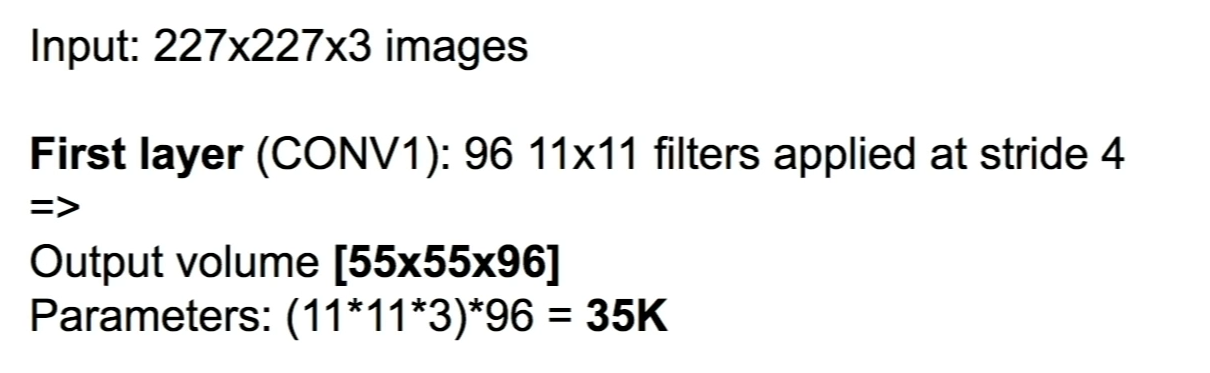 Input: 227x227x3 images
First layer (CONV1): 96 11x11 filters applied at stride 4
=>
Output volume [55x55x96]
Parameters: (11*11*3)*96 = 35K